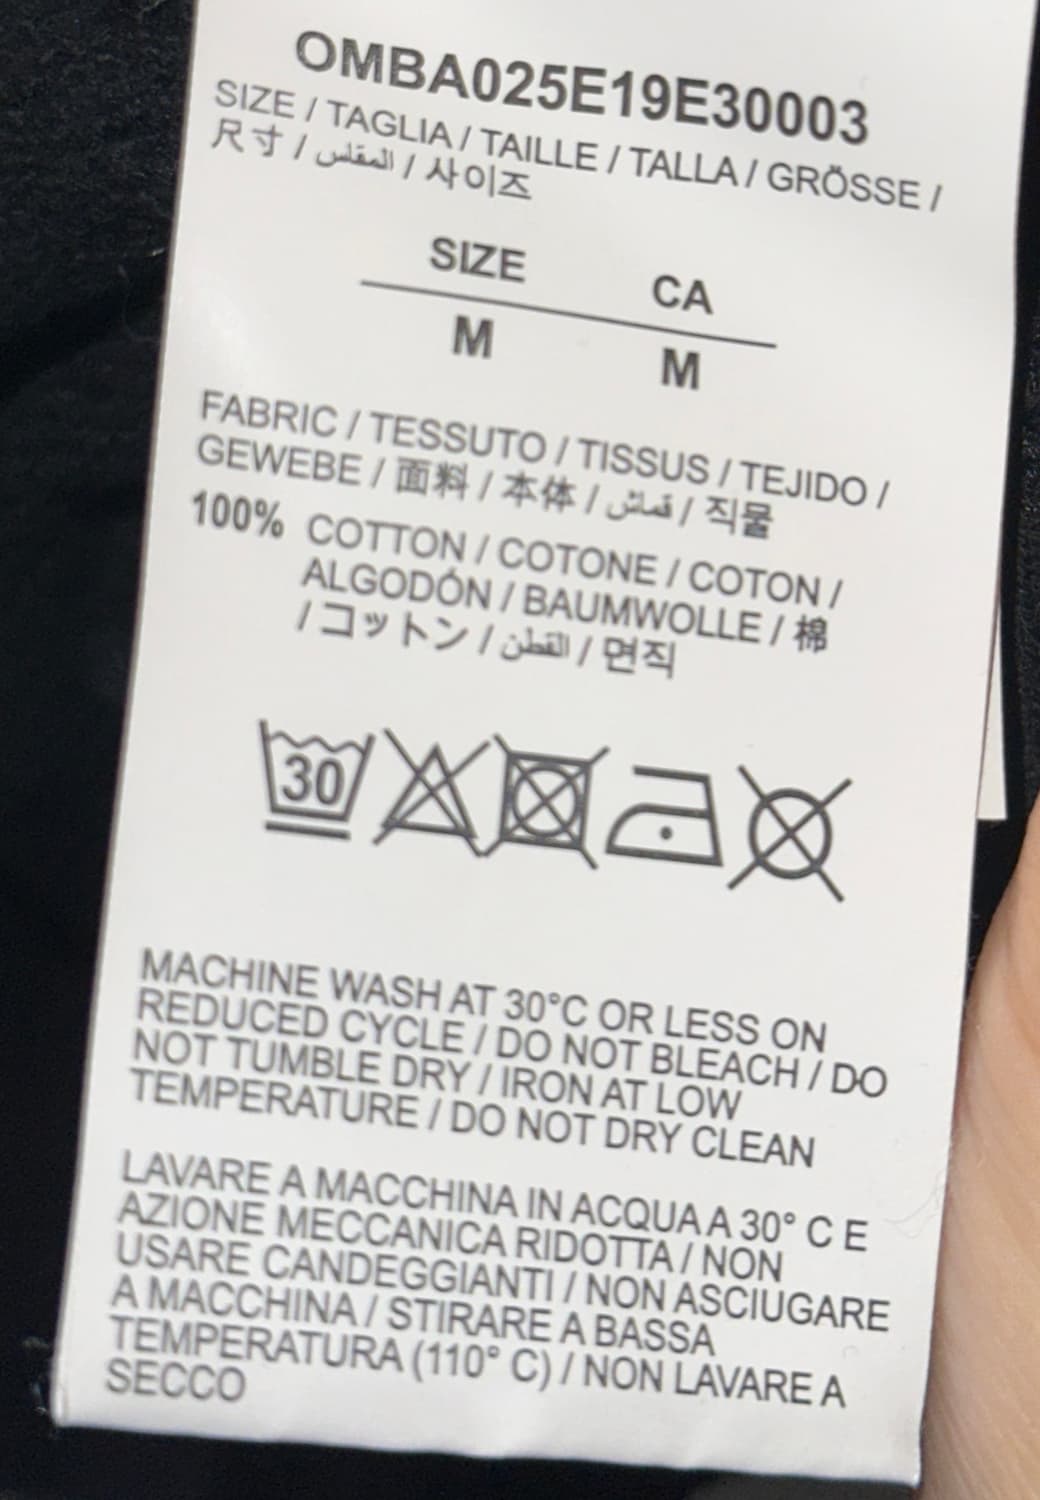 OMBA025E19E30003
SIZE / TAGLIA / TAILLE / TALLA / GRÖSSE /
尺寸 / المقاس / 사이즈
SIZE CA
M M
FABRIC / TESSUTO / TISSUS / TEJIDO /
GEWEBE / 面料 / 本体 / قماش / 직물
100% COTTON / COTONE / COTON /
ALGODÓN / BAUMWOLLE / 棉
/ コットン / القطن / 면직
30
MACHINE WASH AT 30°C OR LESS ON
REDUCED CYCLE / DO NOT BLEACH / DO
NOT TUMBLE DRY / IRON AT LOW
TEMPERATURE / DO NOT DRY CLEAN
LAVARE A MACCHINA IN ACQUA A 30° C E
AZIONE MECCANICA RIDOTTA / NON
USARE CANDEGGIANTI / NON ASCIUGARE
A MACCHINA / STIRARE A BASSA
TEMPERATURA (110° C) / NON LAVARE A
SECCO